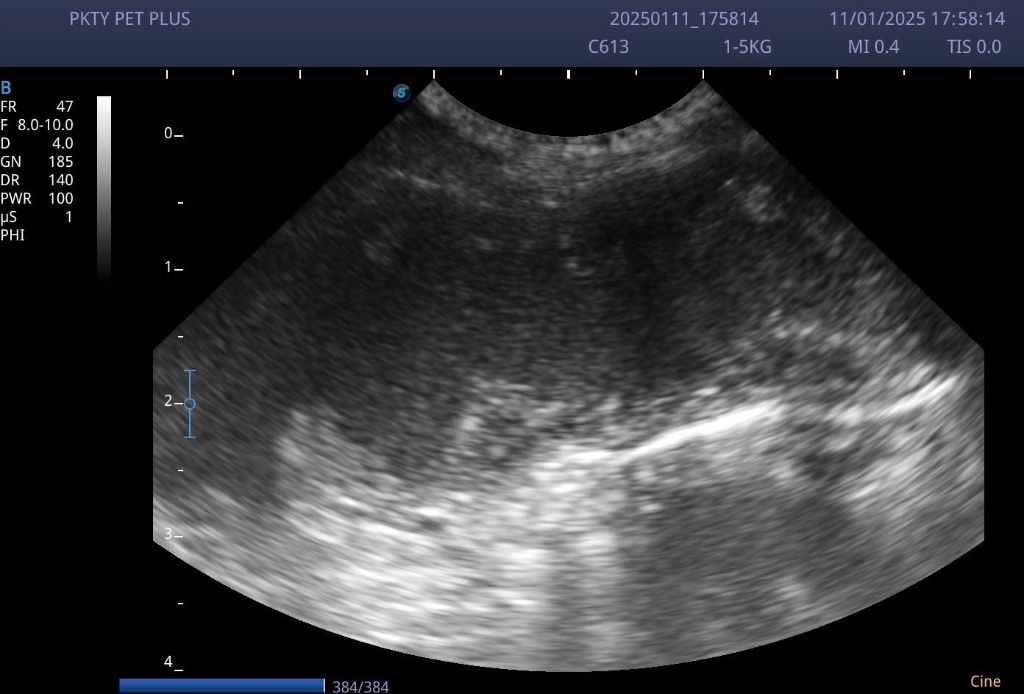 PKTY PET PLUS
20250111_175814
11/01/2025 17:58:14
C613
1-5KG
MI 0.4
TIS 0.0
B
FR 47
F 8.0-10.0
D 4.0
GN 185
DR 140
PWR 100
µS 1
PHI
S
0
1
2
3
4
384/384
Cine